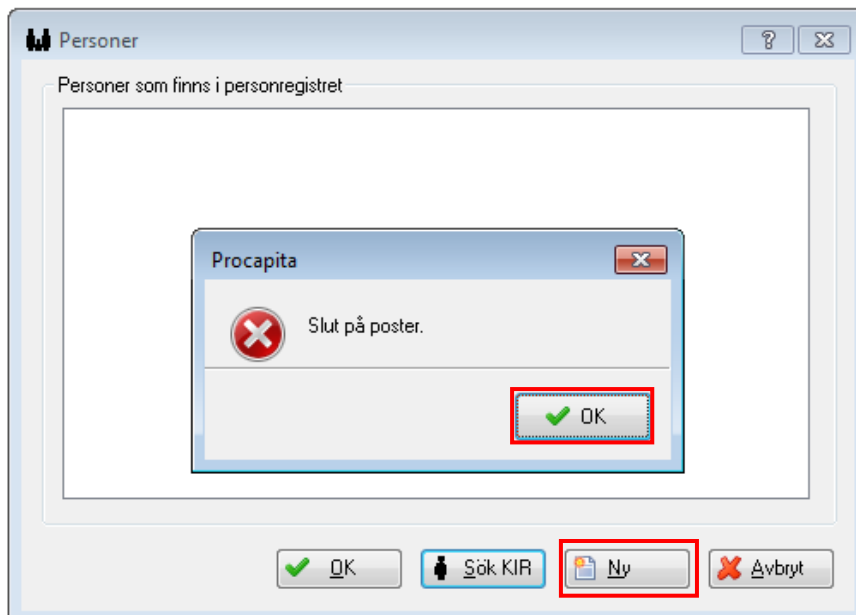 Personer
Personer som finns i personregistret
Procapita
Slut på poster.
OK
OK
Sök KIR
Ny
Avbryt